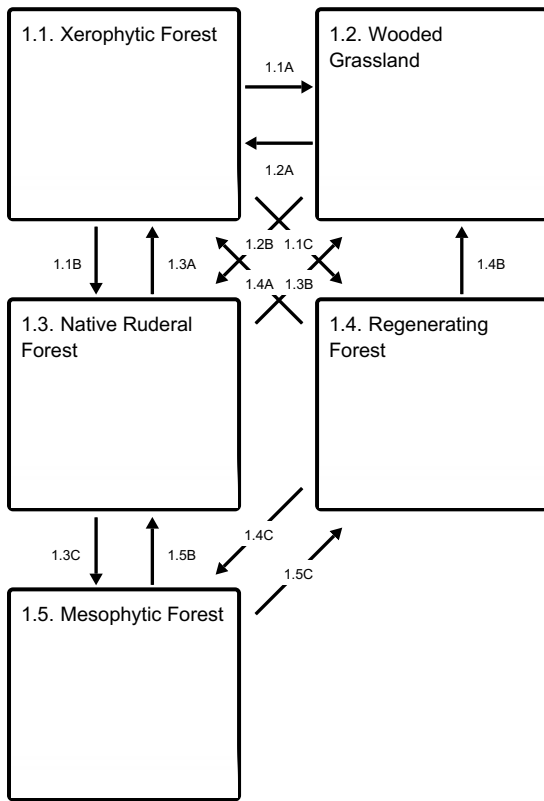 1.1. Xerophytic Forest
1.2. Wooded
Grassland
1.1A
1.2A
1.1B
1.3A
1.2B
1.1C
1.4A
1.3B
1.4B
1.3. Native Ruderal
Forest
1.4. Regenerating
Forest
1.3C
1.5B
1.4C
1.5C
1.5. Mesophytic Forest